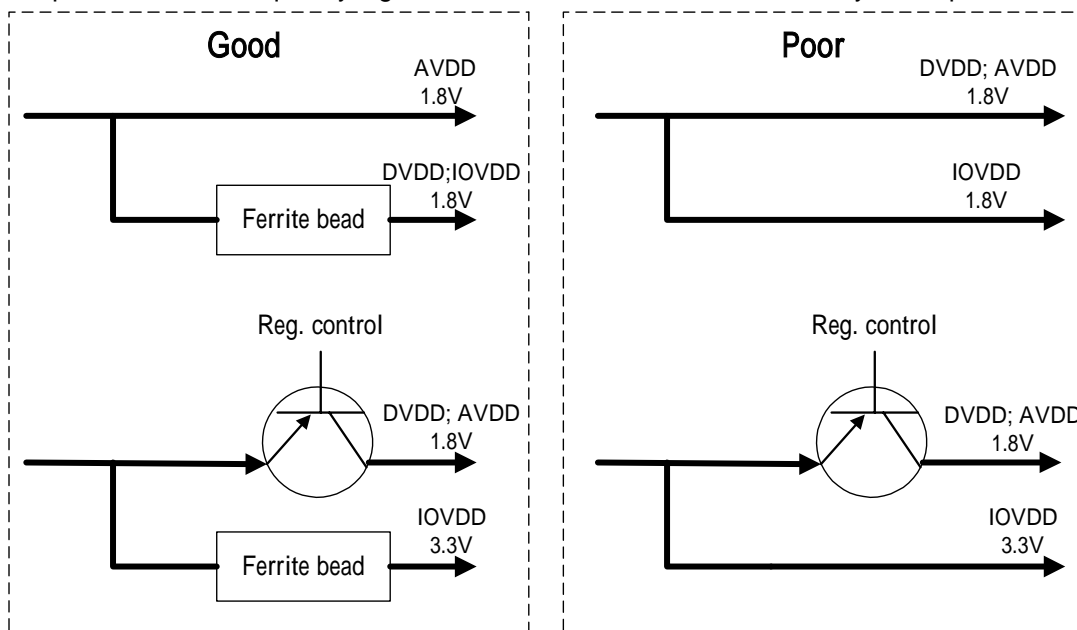 Good
AVDD
1.8V
DVDD;IOVDD
1.8V
Ferrite bead
Reg. control
DVDD; AVDD
1.8V
IOVDD
3.3V
Ferrite bead
Poor
DVDD; AVDD
1.8V
IOVDD
1.8V
Reg. control
DVDD; AVDD
1.8V
IOVDD
3.3V